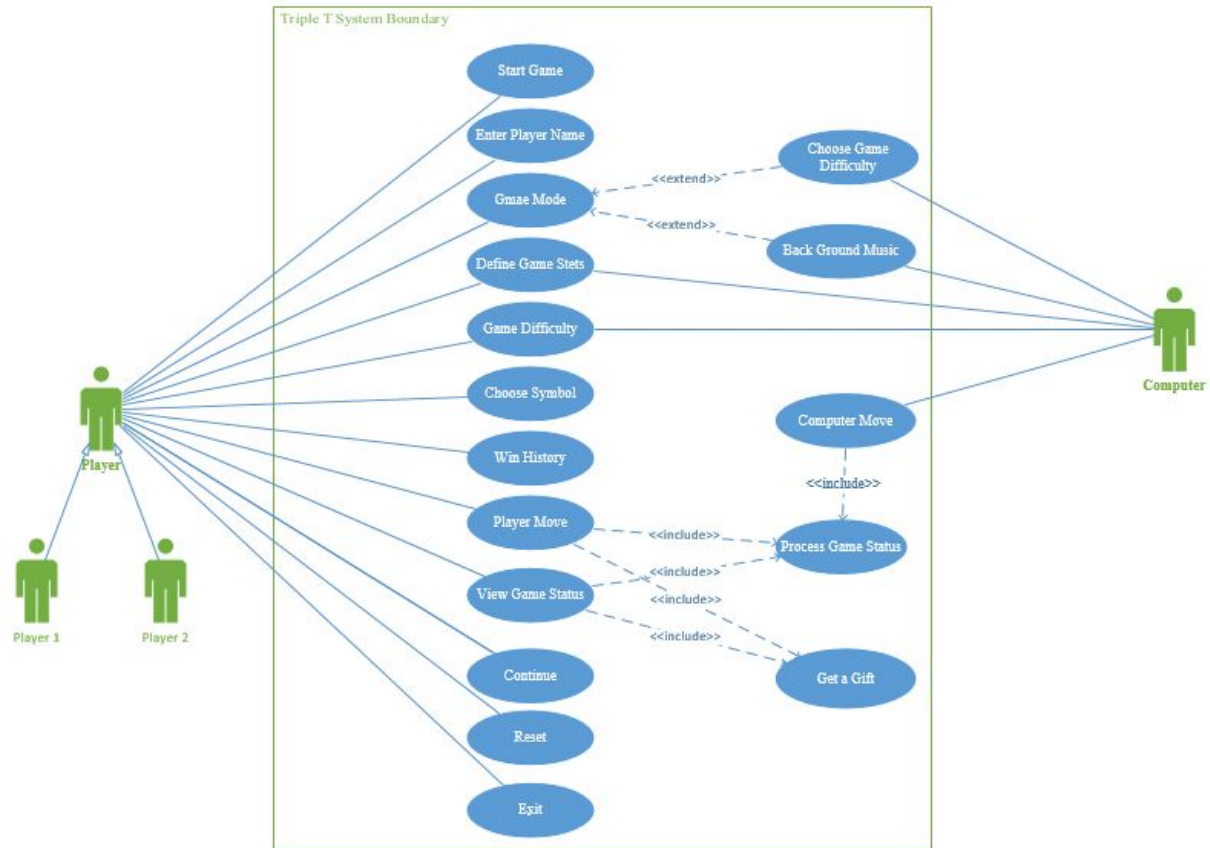 Triple T System Boundary
Start Game
Enter Player Name
Choose Game
Difficulty
<<extend>>
Gmae Mode
<<extend>>
Back Ground Music
Define Game Stets
Game Difficulty
Computer
Choose Symbol
Computer Move
Player
Win History
<<include>>
Player Move
<<include>>
Process Game Status
<<include>>
View Game Status
<<include>>
<<include>>
Player 1
Player 2
Continue
Get a Gift
Reset
Exit